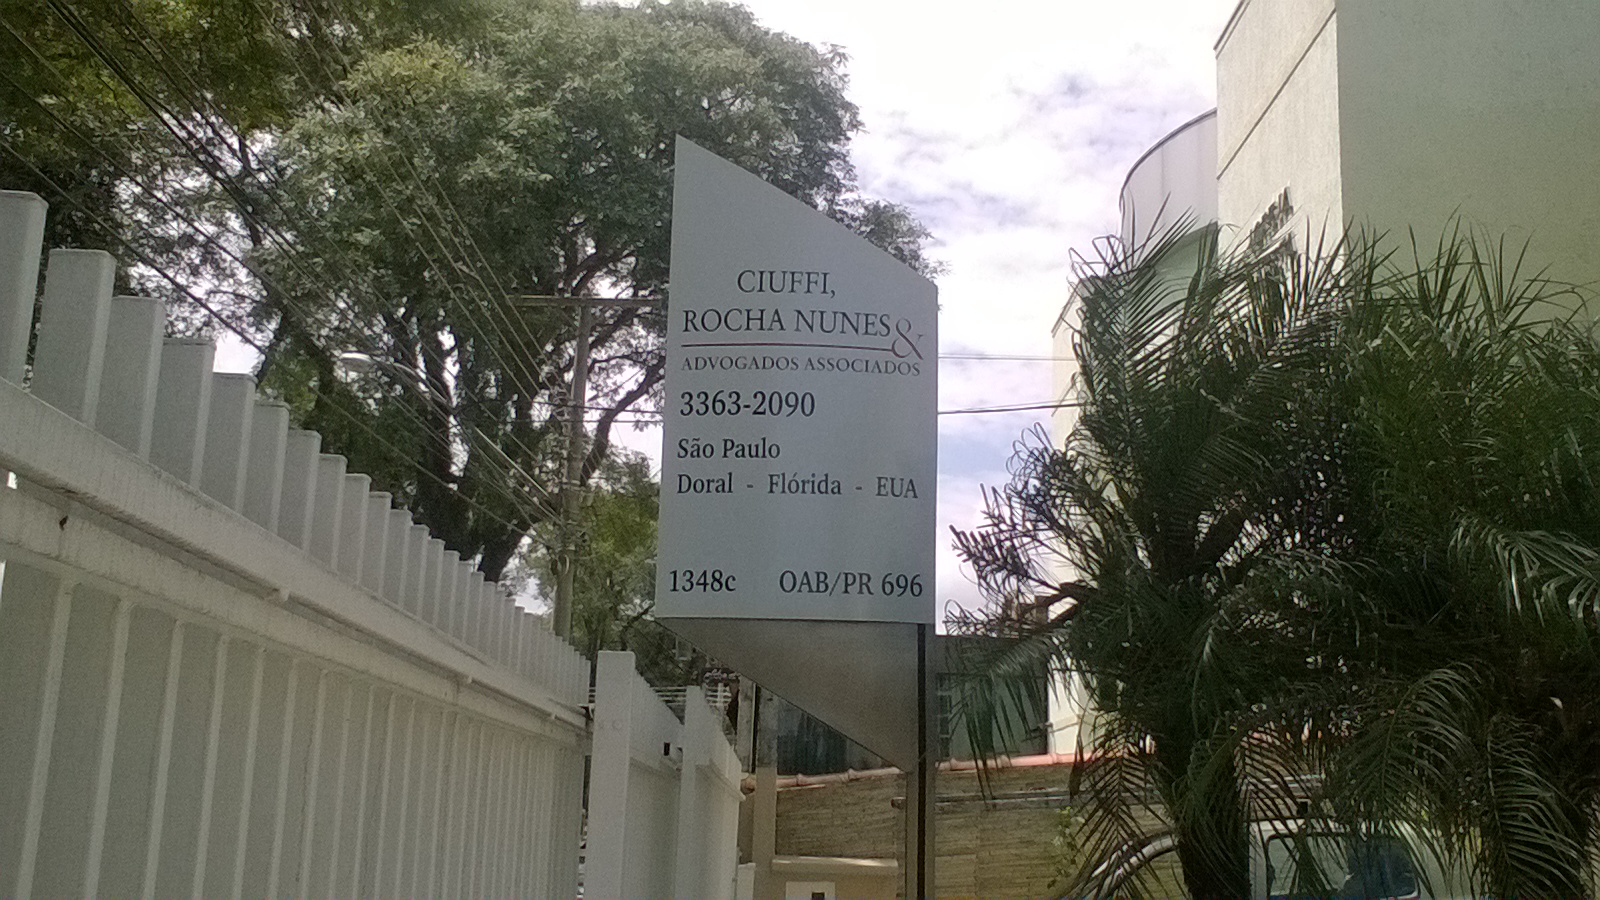 CIUFFI,
ROCHA NUNES &
ADVOGADOS ASSOCIADOS
3363-2090
São Paulo
Doral - Flórida - EUA
1348c OAB/PR 696